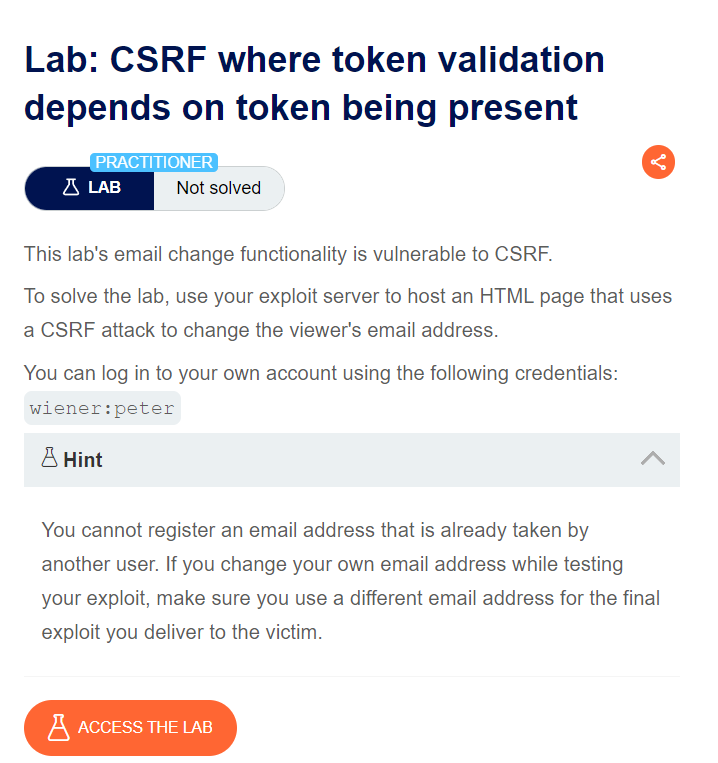 Lab: CSRF where token validation
depends on token being present
PRACTITIONER
LAB
Not solved
This lab's email change functionality is vulnerable to CSRF.
To solve the lab, use your exploit server to host an HTML page that uses
a CSRF attack to change the viewer's email address.
You can log in to your own account using the following credentials:
wiener:peter
Hint
You cannot register an email address that is already taken by
another user. If you change your own email address while testing
your exploit, make sure you use a different email address for the final
exploit you deliver to the victim.
ACCESS THE LAB